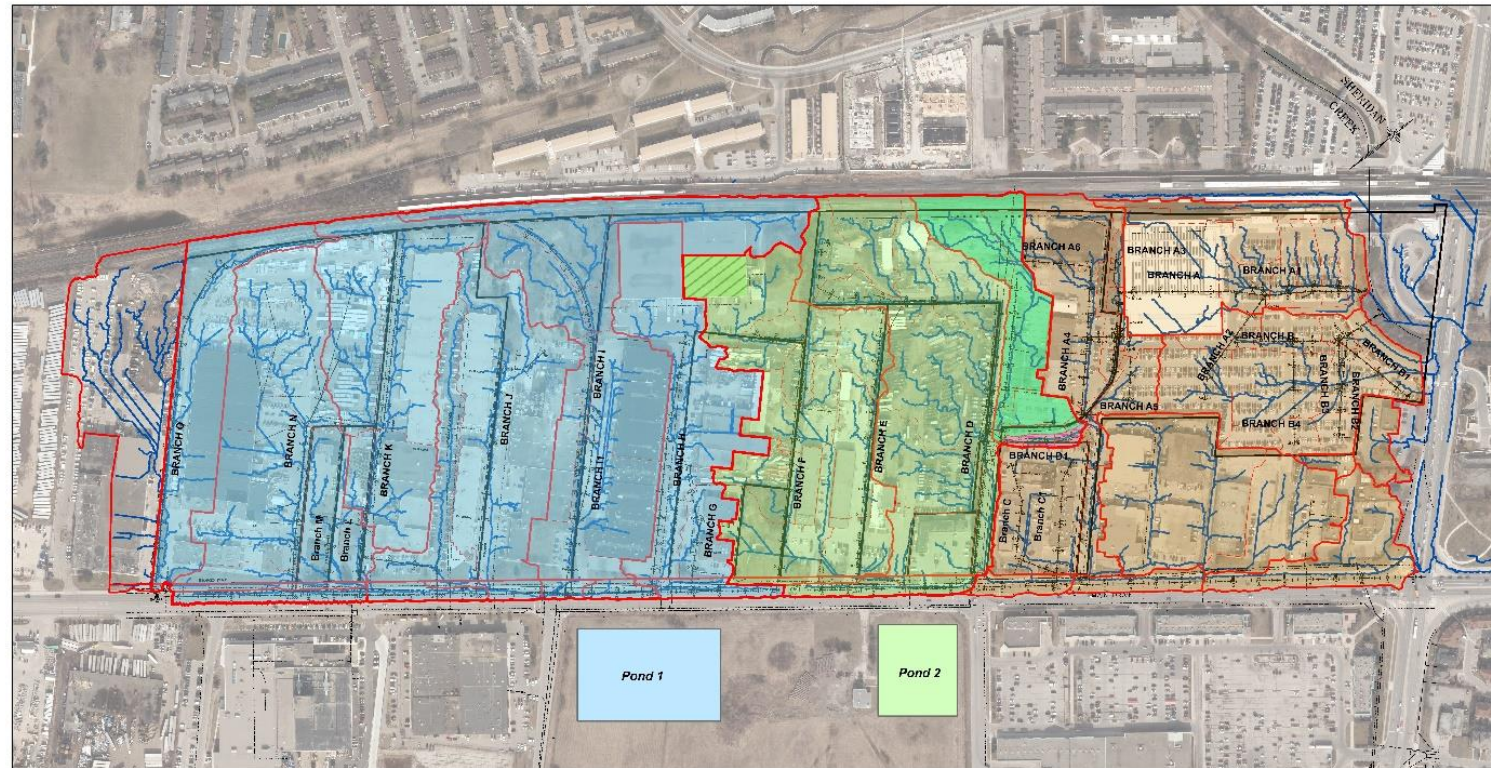 SHERIDAN
CREEK
BRANCH A6
BRANCH A3
BRANCH A
BRANCH A1
BRANCH B
BRANCH A2
BRANCH B1
BRANCH A4
BRANCH B3
BRANCH B2
BRANCH A5
BRANCH B4
BRANCH I
BRANCH J
BRANCH N
BRANCH O
BRANCH K
BRANCH I1
BRANCH H
BRANCH F
BRANCH E
BRANCH D
BRANCH D1
BRANCH G
Branch M
Branch L
Branch C
Branch C1
Pond 1
Pond 2